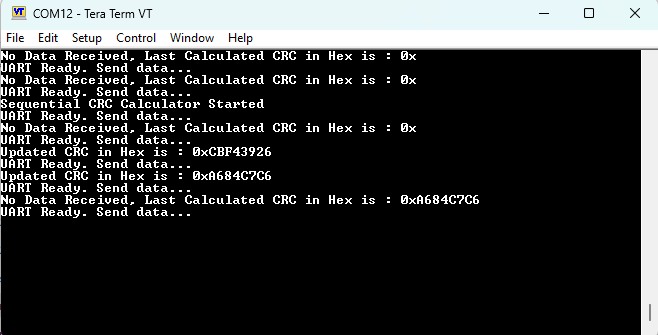 VT COM12 - Tera Term VT
File Edit Setup Control Window Help
No Data Received, Last Calculated CRC in Hex is : 0x
UART Ready. Send data...
No Data Received, Last Calculated CRC in Hex is : 0x
UART Ready. Send data...
Sequential CRC Calculator Started
UART Ready. Send data...
No Data Received, Last Calculated CRC in Hex is : 0x
UART Ready. Send data...
Updated CRC in Hex is : 0xCBF43926
UART Ready. Send data...
Updated CRC in Hex is : 0xA684C7C6
UART Ready. Send data...
No Data Received, Last Calculated CRC in Hex is : 0xA684C7C6
UART Ready. Send data...